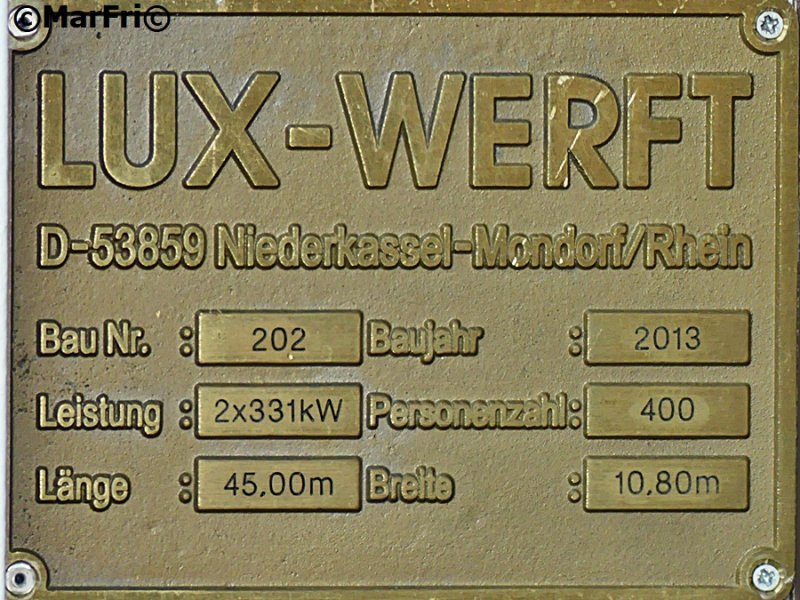 ©MarFri©
LUX-WERFT
D-53859 Niederkassel-Mondorf/Rhein
Bau Nr. : 202 Baujahr : 2013
Leistung : 2x331kW Personenzahl : 400
Länge : 45,00m Breite : 10,80m